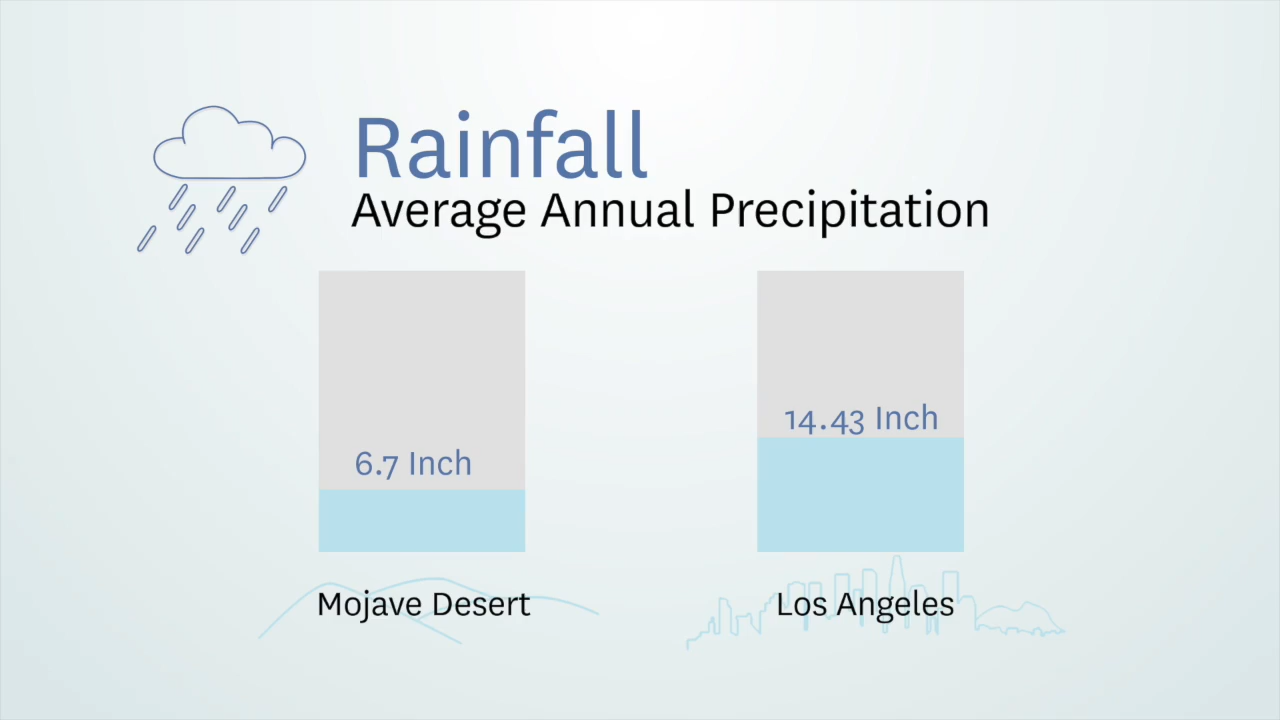 Rainfall
Average Annual Precipitation
6.7 Inch
14.43 Inch
Mojave Desert
Los Angeles